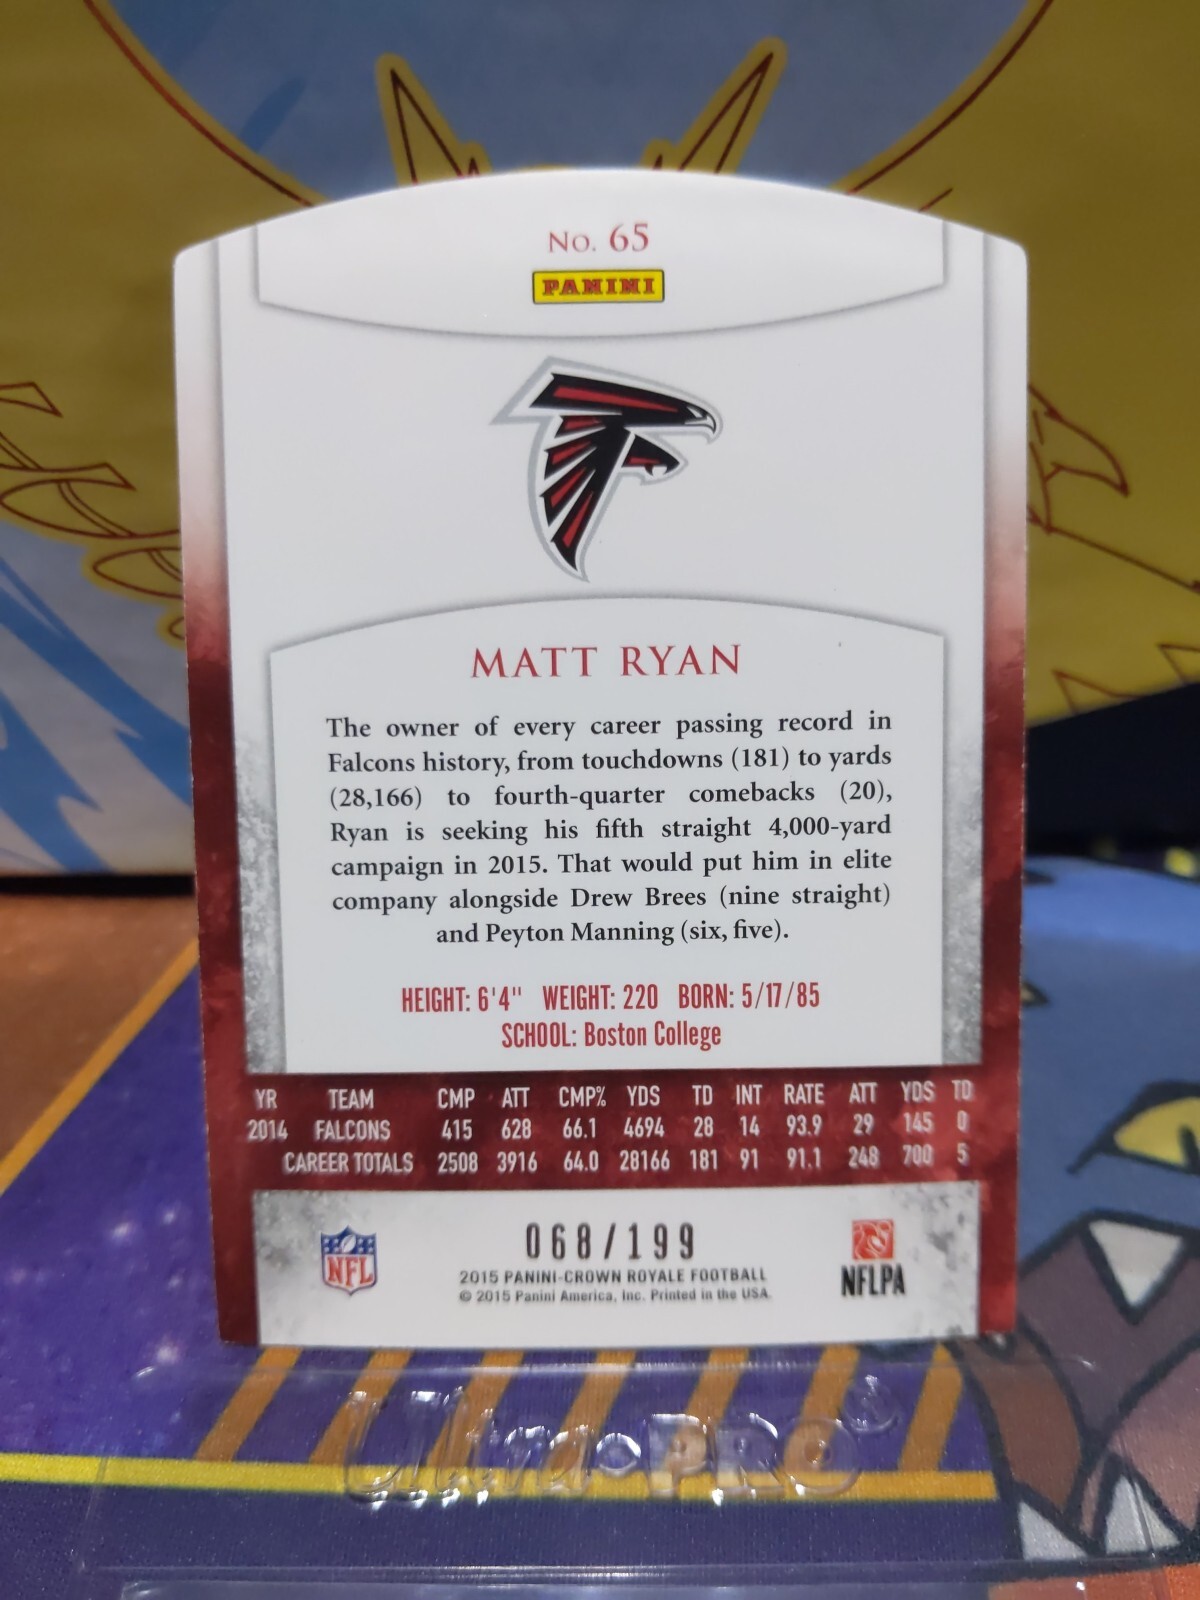 No. 65
PANINI
MATT RYAN
The owner of every career passing record in
Falcons history, from touchdowns (181) to yards
(28,166) to fourth-quarter comebacks (20),
Ryan is seeking his fifth straight 4,000-yard
campaign in 2015. That would put him in elite
company alongside Drew Brees (nine straight)
and Peyton Manning (six, five).
HEIGHT: 6'4" WEIGHT: 220 BORN: 5/17/85
SCHOOL: Boston College
YR TEAM CMP ATT CMP% YDS TD INT RATE ATT YDS TD
2014 FALCONS 415 628 66.1 4694 28 14 93.9 29 145 0
CAREER TOTALS 2508 3916 64.0 28166 181 91 91.1 248 700 5
068/199
NFL
2015 PANINI-CROWN ROYALE FOOTBALL
© 2015 Panini America, Inc. Printed in the USA.
NFLPA
Ultra PRO®